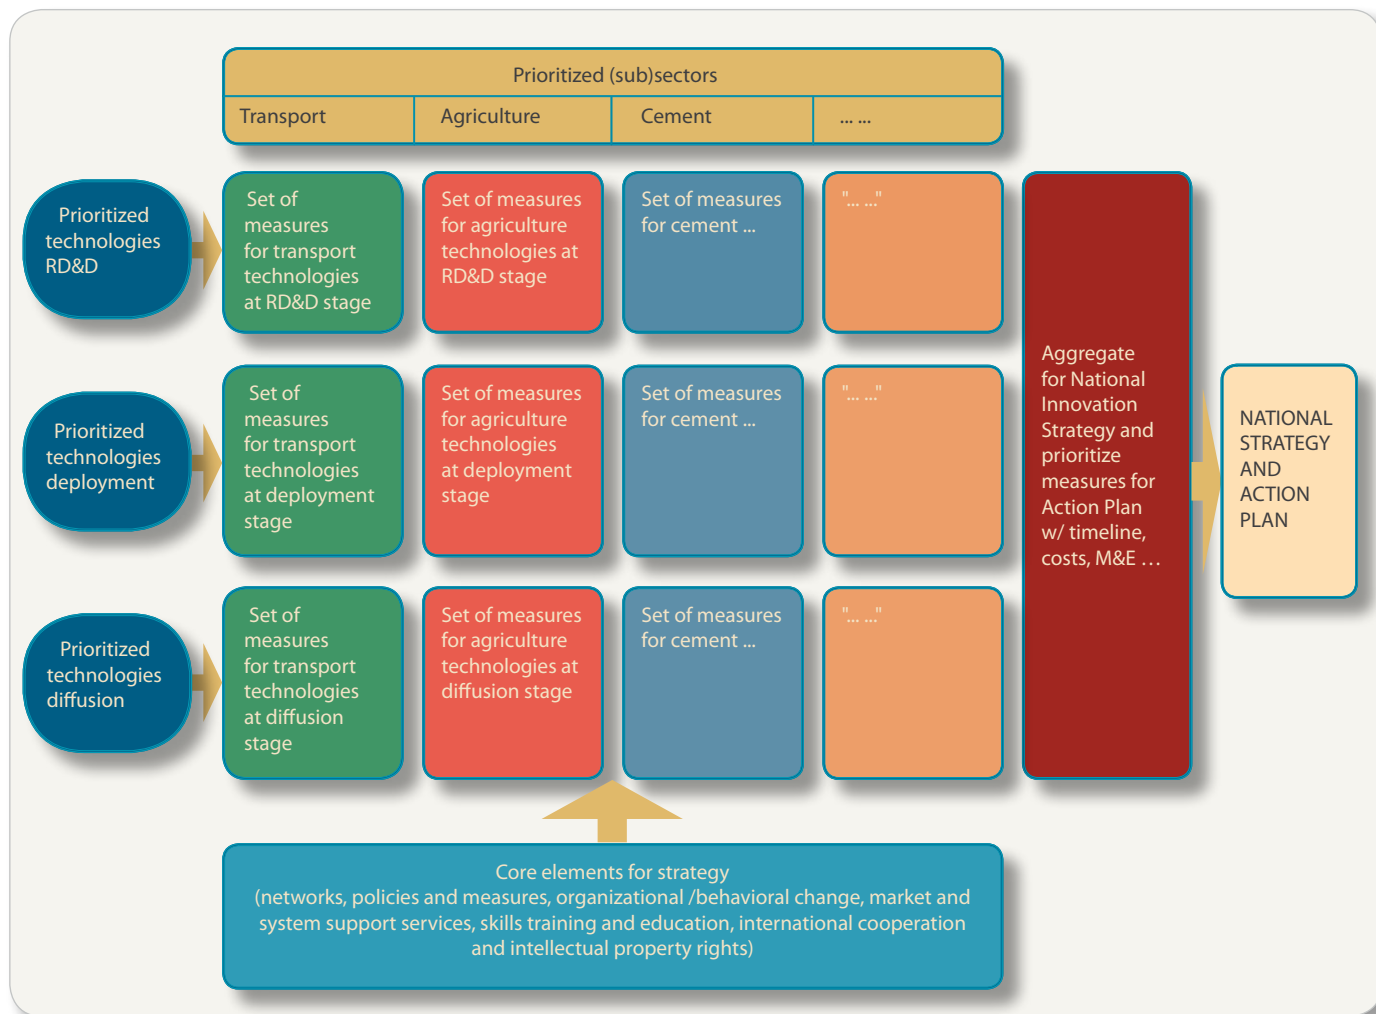 Prioritized (sub)sectors
Transport
Agriculture
Cement
... ...
Prioritized
technologies
RD&D
Set of
measures
for transport
technologies
at RD&D stage
Set of measures
for agriculture
technologies at
RD&D stage
Set of measures
for cement ...
"... ..."
Prioritized
technologies
deployment
Set of
measures
for transport
technologies
at deployment
stage
Set of measures
for agriculture
technologies
at deployment
stage
Set of measures
for cement ...
"... ..."
Prioritized
technologies
diffusion
Set of
measures
for transport
technologies
at diffusion
stage
Set of measures
for agriculture
technologies at
diffusion stage
Set of measures
for cement ...
"... ..."
Aggregate
for National
Innovation
Strategy and
prioritize
measures for
Action Plan
w/ timeline,
costs, M&E …
NATIONAL
STRATEGY
AND
ACTION
PLAN
Core elements for strategy
(networks, policies and measures, organizational /behavioral change, market and
system support services, skills training and education, international cooperation
and intellectual property rights)